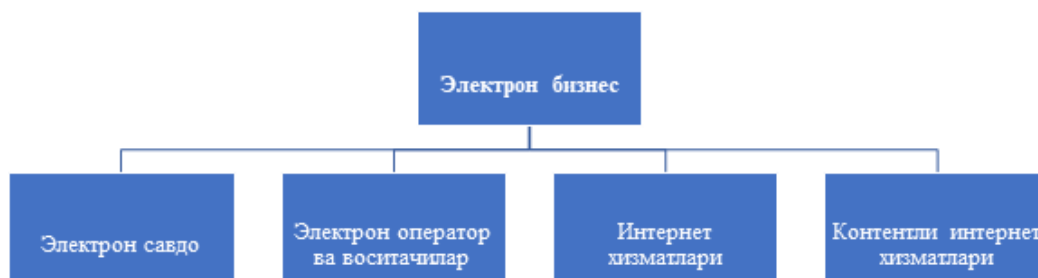 Электрон бизнес
Электрон савдо
Электрон оператор
ва воситачилар
Интернет
хизматлари
Контентли интернет
хизматлари